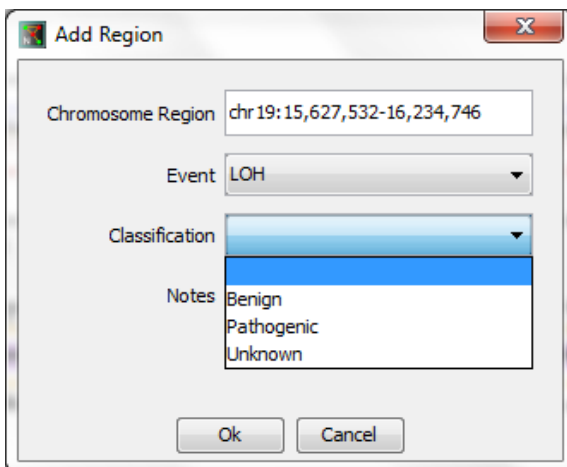 Add Region
Chromosome Region chr19:15,627,532-16,234,746
Event LOH
Classification
Notes Benign
Pathogenic
Unknown
Ok Cancel